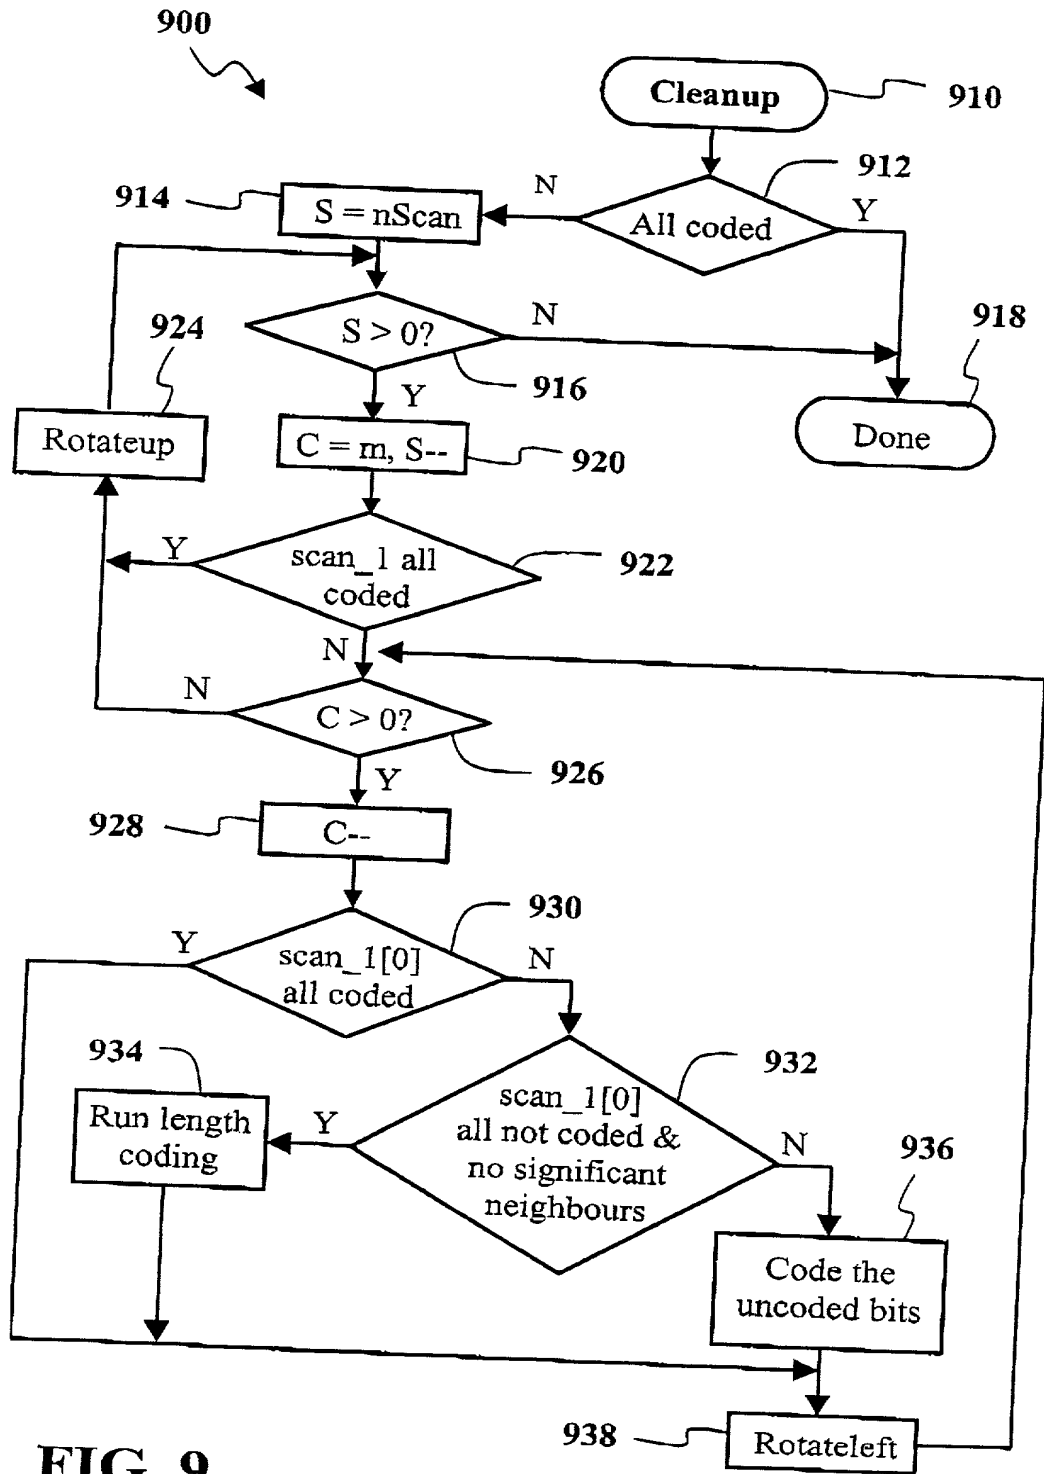 900
Cleanup
910
912
914
S = nScan
N
All coded
Y
924
S > 0?
N
918
916
Y
Rotateup
C = m, S--
920
Done
Y
scan_1 all
coded
922
N
N
C > 0?
926
Y
928
C--
930
Y
scan_1[0]
all coded
N
934
932
Run length
coding
Y
scan_1[0]
all not coded &
no significant
neighbours
N
936
Code the
uncoded bits
938
Rotateleft
FIG. 9